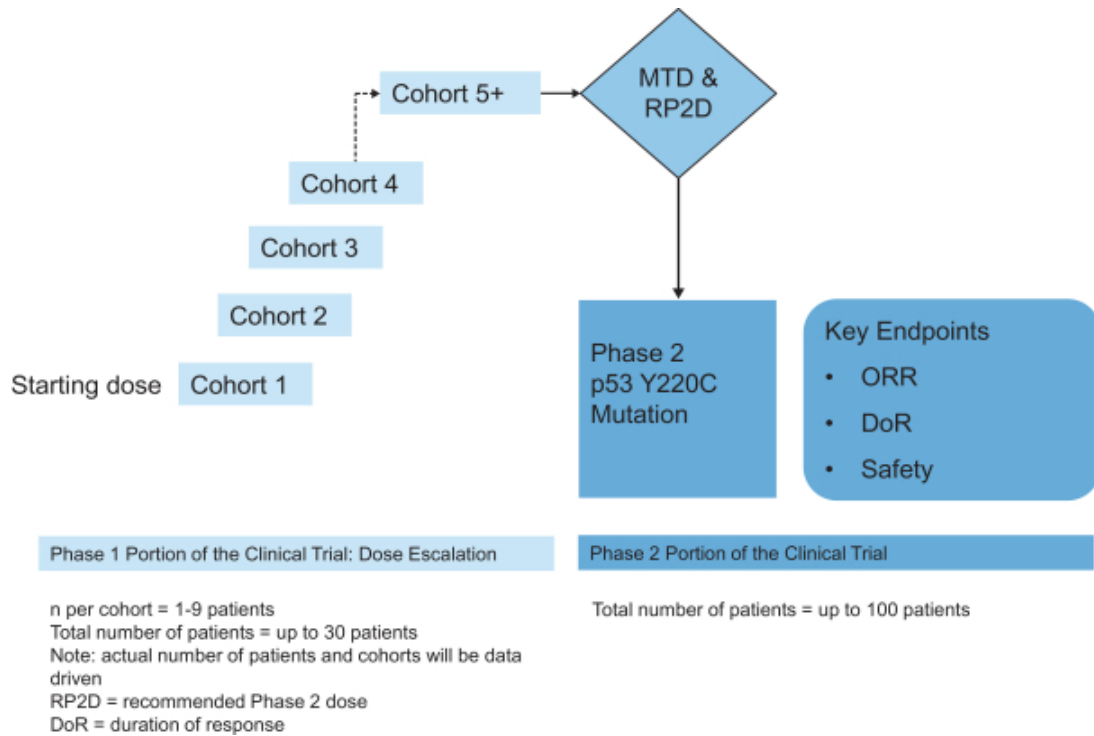 MTD &
RP2D
Cohort 5+
Cohort 4
Cohort 3
Cohort 2
Starting dose
Cohort 1
Phase 2
p53 Y220C
Mutation
Key Endpoints
• ORR
• DoR
• Safety
Phase 1 Portion of the Clinical Trial: Dose Escalation
n per cohort = 1-9 patients
Total number of patients = up to 30 patients
Note: actual number of patients and cohorts will be data
driven
RP2D = recommended Phase 2 dose
DoR = duration of response
Phase 2 Portion of the Clinical Trial
Total number of patients = up to 100 patients